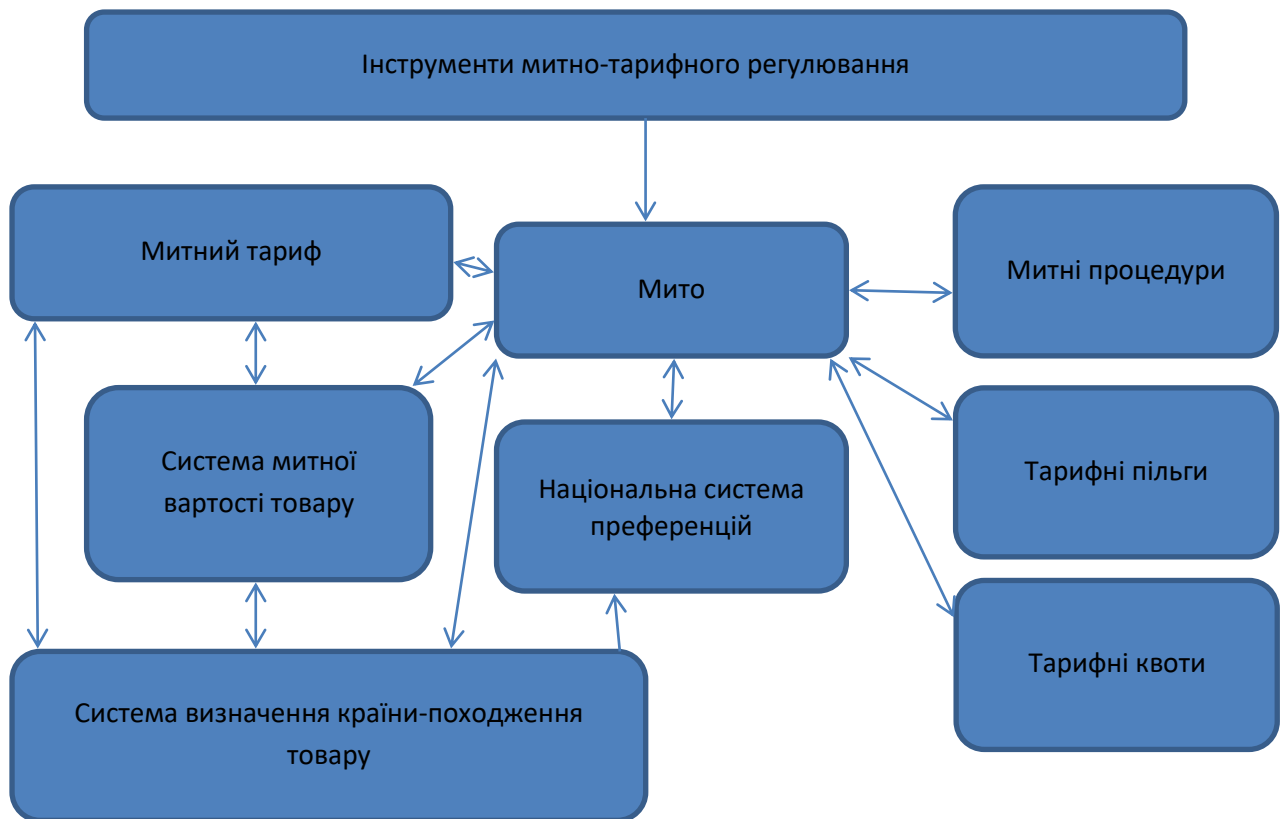 Інструменти митно-тарифного регулювання
Митний тариф
Мито
Митні процедури
Система митної
вартості товару
Національна система
преференцій
Тарифні пільги
Тарифні квоти
Система визначення країни-походження
товару